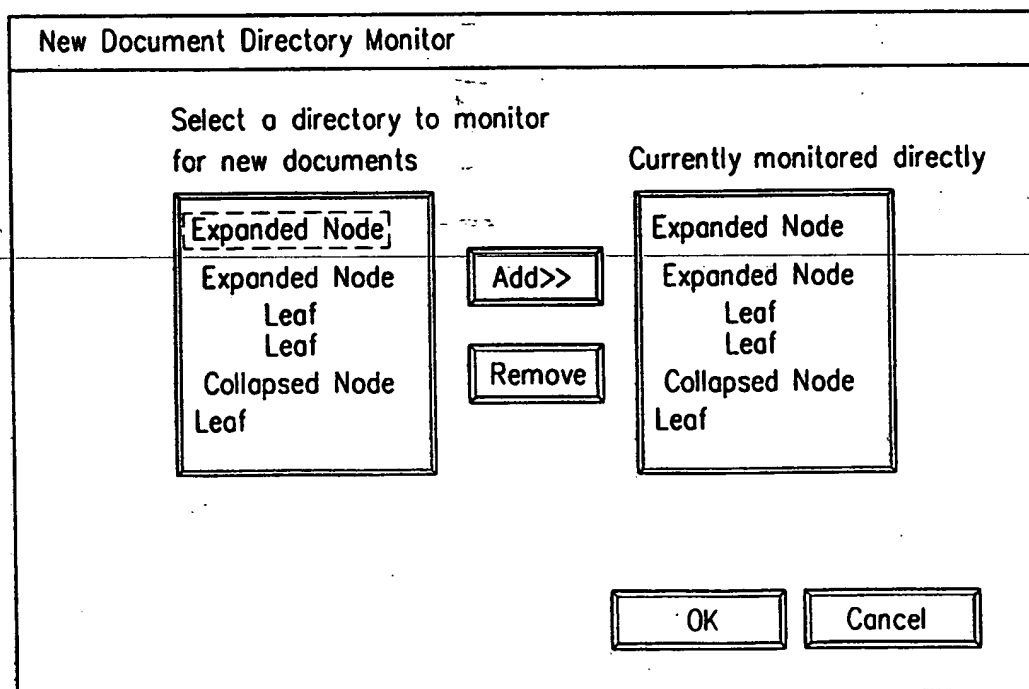 New Document Directory Monitor
Select a directory to monitor
for new documents
Currently monitored directly
Expanded Node
Expanded Node
Leaf
Leaf
Collapsed Node
Leaf
Add>>
Remove
Expanded Node
Expanded Node
Leaf
Leaf
Collapsed Node
Leaf
OK
Cancel